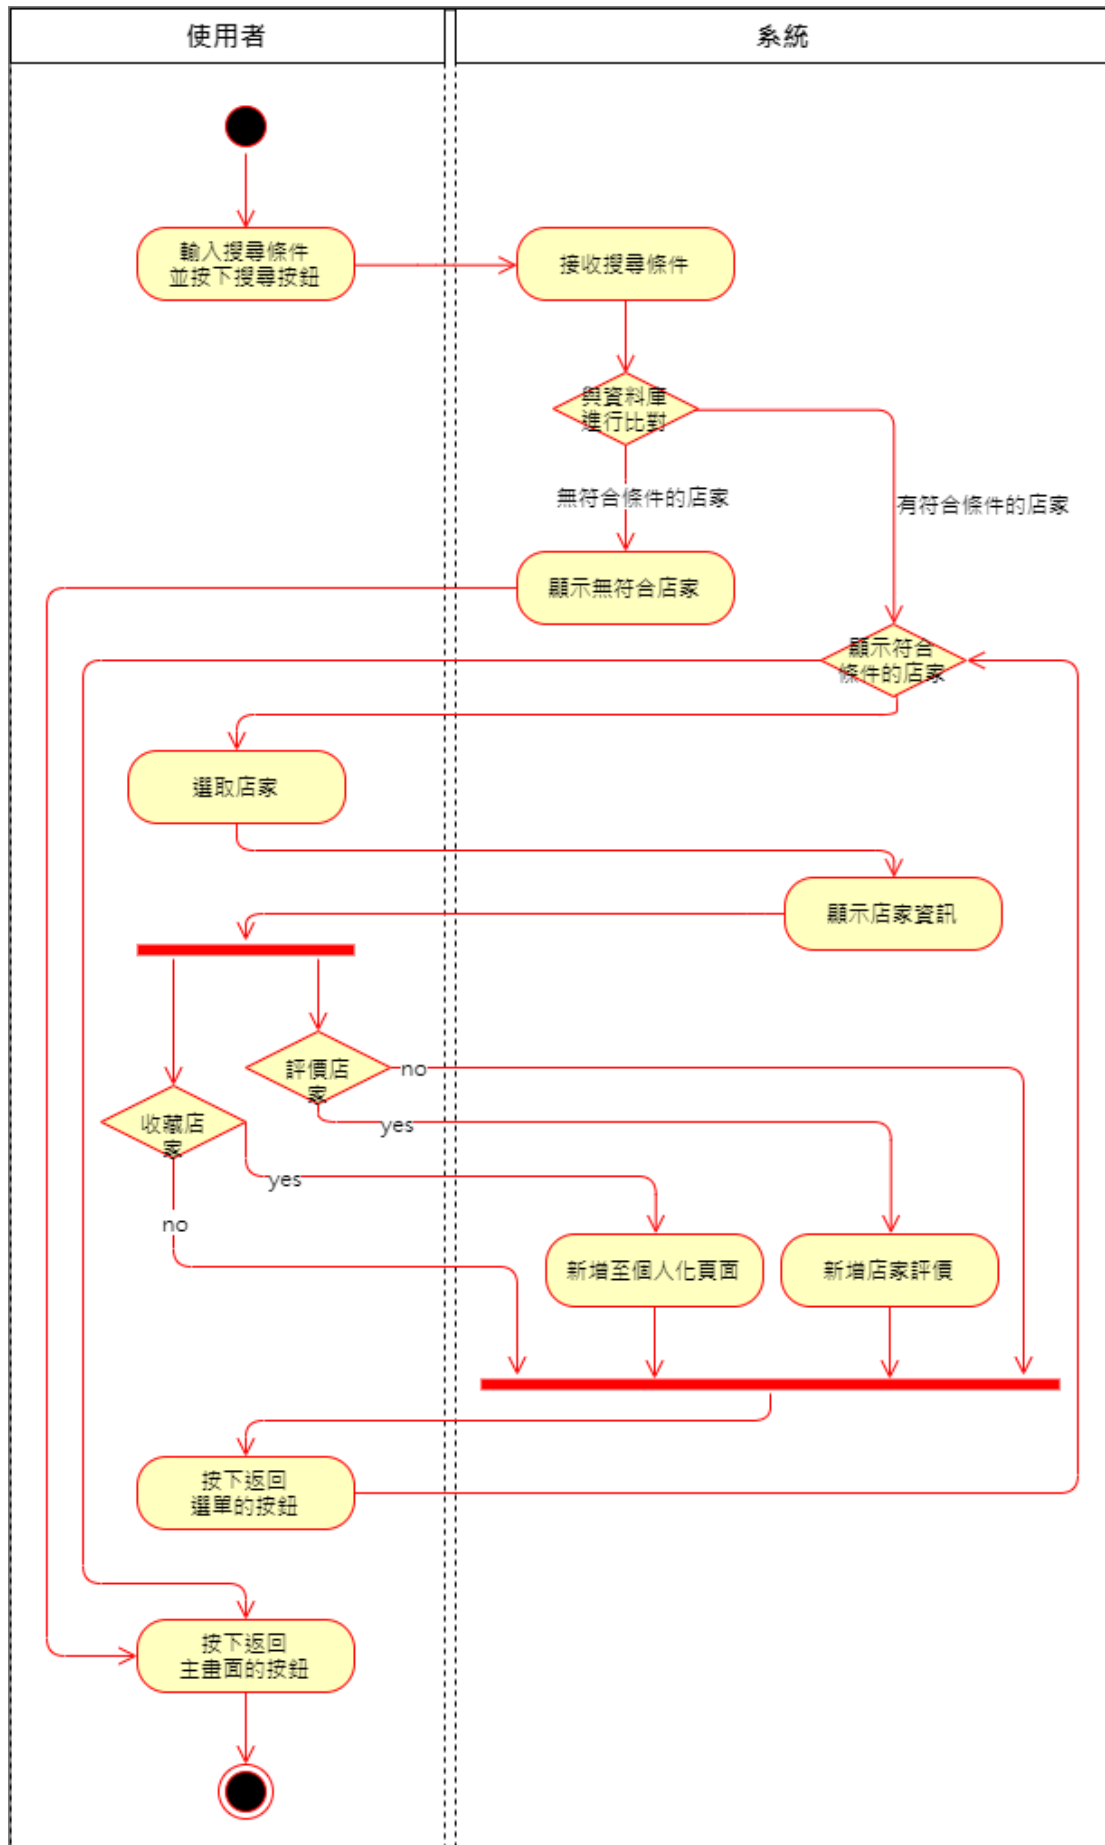 使用者
系統
輸入搜尋條件
並按下搜尋按鈕
接收搜尋條件
與資料庫
進行比對
無符合條件的店家
有符合條件的店家
顯示無符合店家
顯示符合
條件的店家
選取店家
顯示店家資訊
評價店
家
no
收藏店
家
yes
yes
no
新增至個人化頁面
新增店家評價
按下返回
選單的按鈕
按下返回
主畫面的按鈕